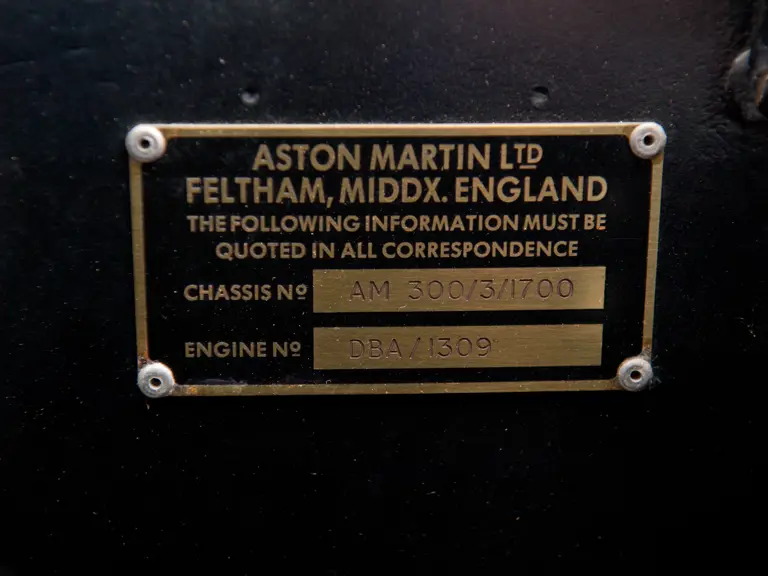 ASTON MARTIN LTD
FELTHAM, MIDDX. ENGLAND
THE FOLLOWING INFORMATION MUST BE
QUOTED IN ALL CORRESPONDENCE
CHASSIS Nº AM 300/3/1700
ENGINE Nº DBA/1309